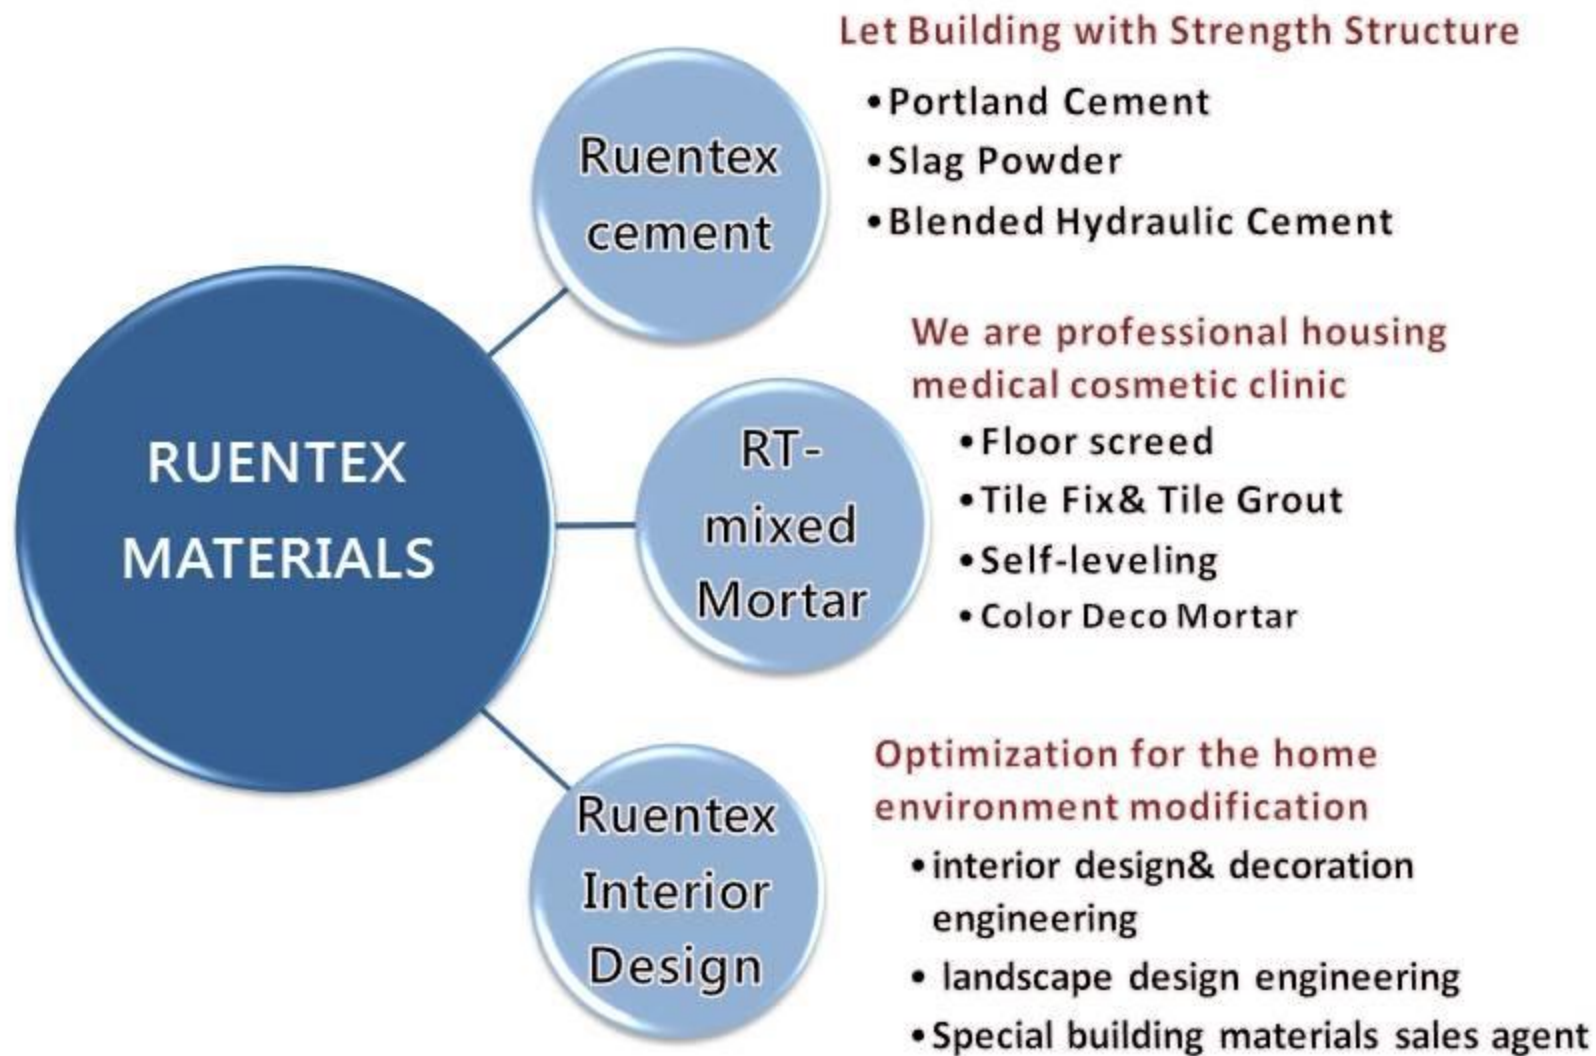 RUENTEX
MATERIALS
Ruentex
cement
Let Building with Strength Structure
•Portland Cement
•Slag Powder
•Blended Hydraulic Cement
RT-
mixed
Mortar
We are professional housing
medical cosmetic clinic
•Floor screed
•Tile Fix& Tile Grout
•Self-leveling
•Color Deco Mortar
Ruentex
Interior
Design
Optimization for the home
environment modification
•interior design& decoration
engineering
• landscape design engineering
•Special building materials sales agent